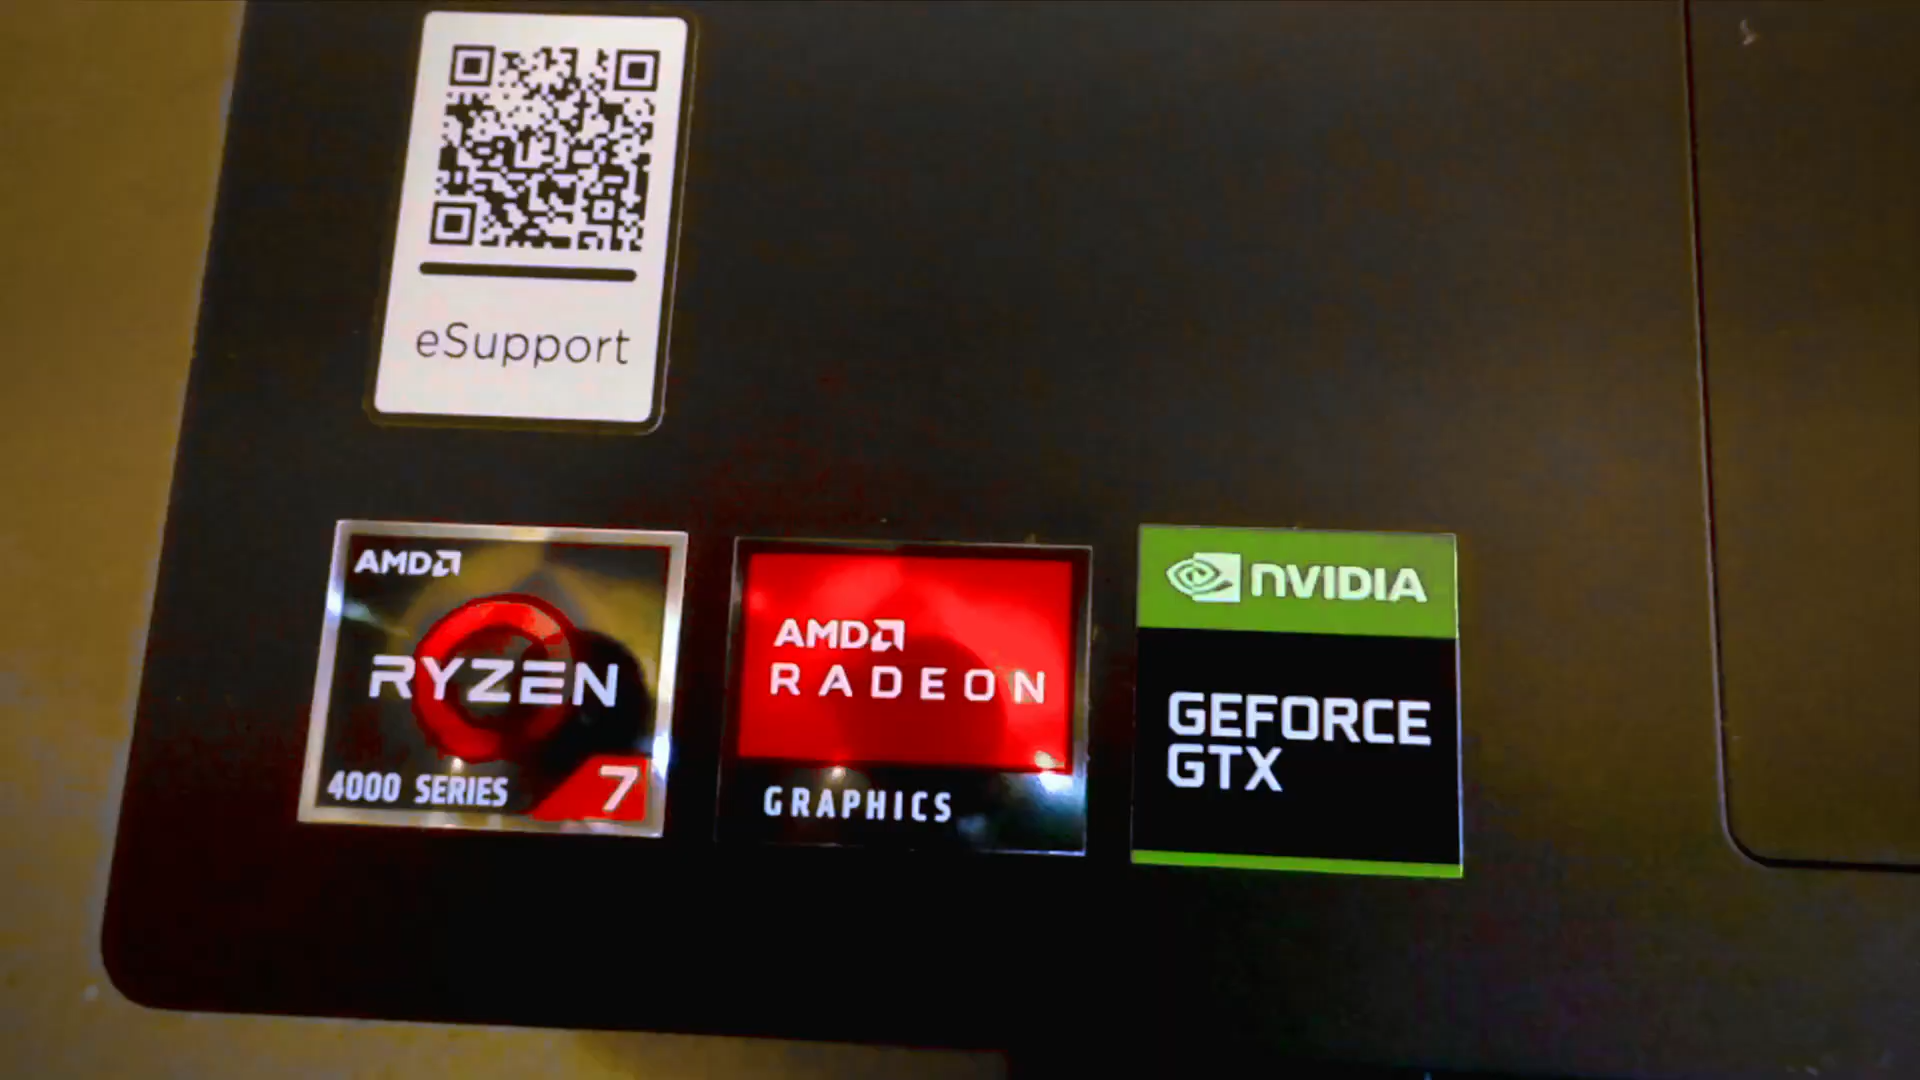 eSupport
AMD
RYZEN
4000 SERIES
7
AMD
RADEON
GRAPHICS
NVIDIA
GEFORCE
GTX